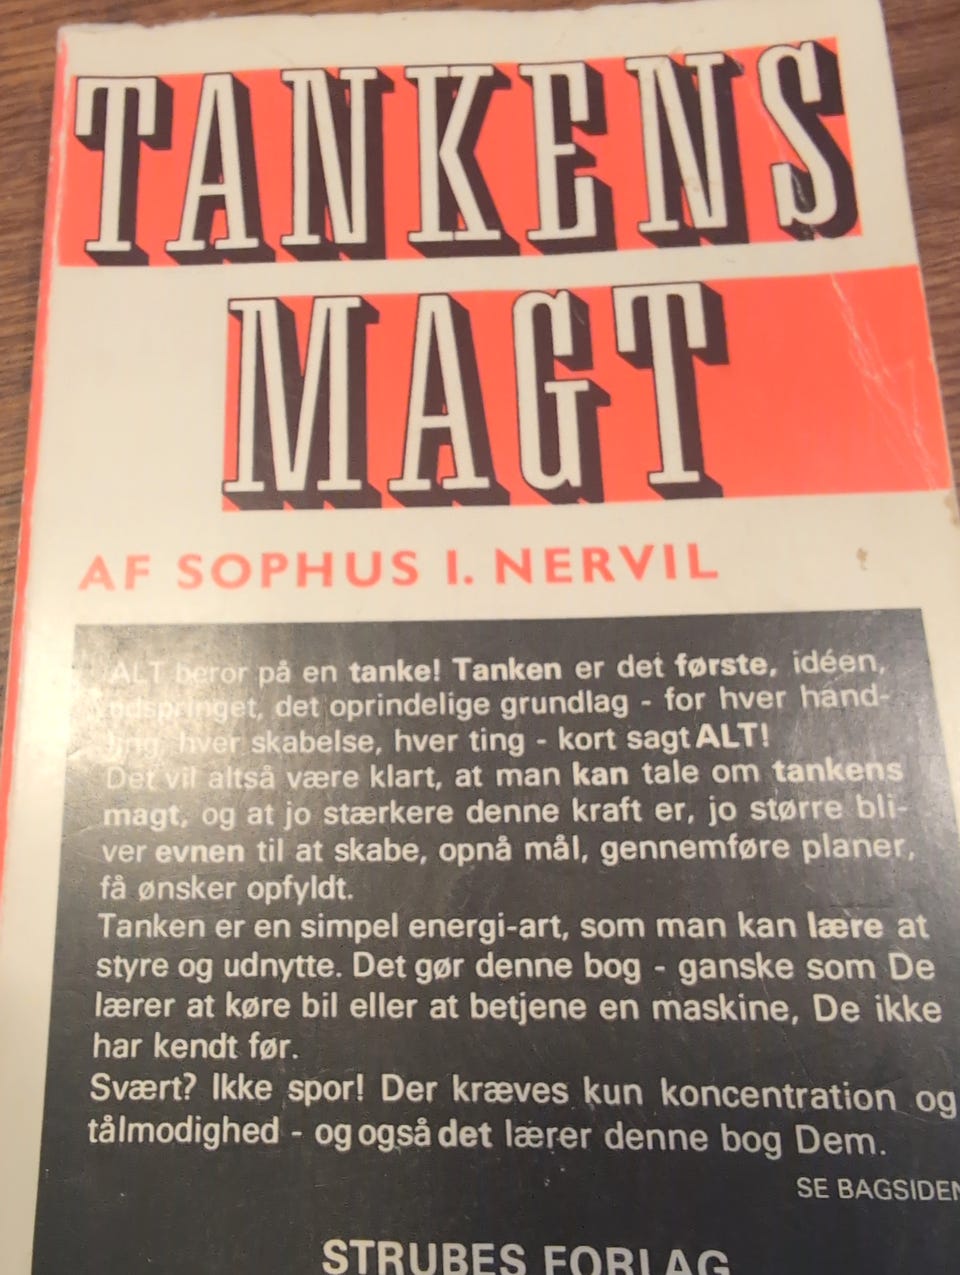 TANKENS
MAGT
AF SOPHUS I. NERVIL
ALT beror på en tanke! Tanken er det første, idéen,
udspringet, det oprindelige grundlag - for hver hand-
ling, hver skabelse, hver ting - kort sagt ALT!
Det vil altså være klart, at man kan tale om tankens
magt, og at jo stærkere denne kraft er, jo større bli-
ver evnen til at skabe, opnå mål, gennemføre planer,
få ønsker opfyldt.
Tanken er en simpel energi-art, som man kan lære at
styre og udnytte. Det gør denne bog - ganske som De
lærer at køre bil eller at betjene en maskine, De ikke
har kendt før.
Svært? Ikke spor! Der kræves kun koncentration og
tålmodighed - og også det lærer denne bog Dem.
SE BAGSIDEN
STRUBES FORLAG